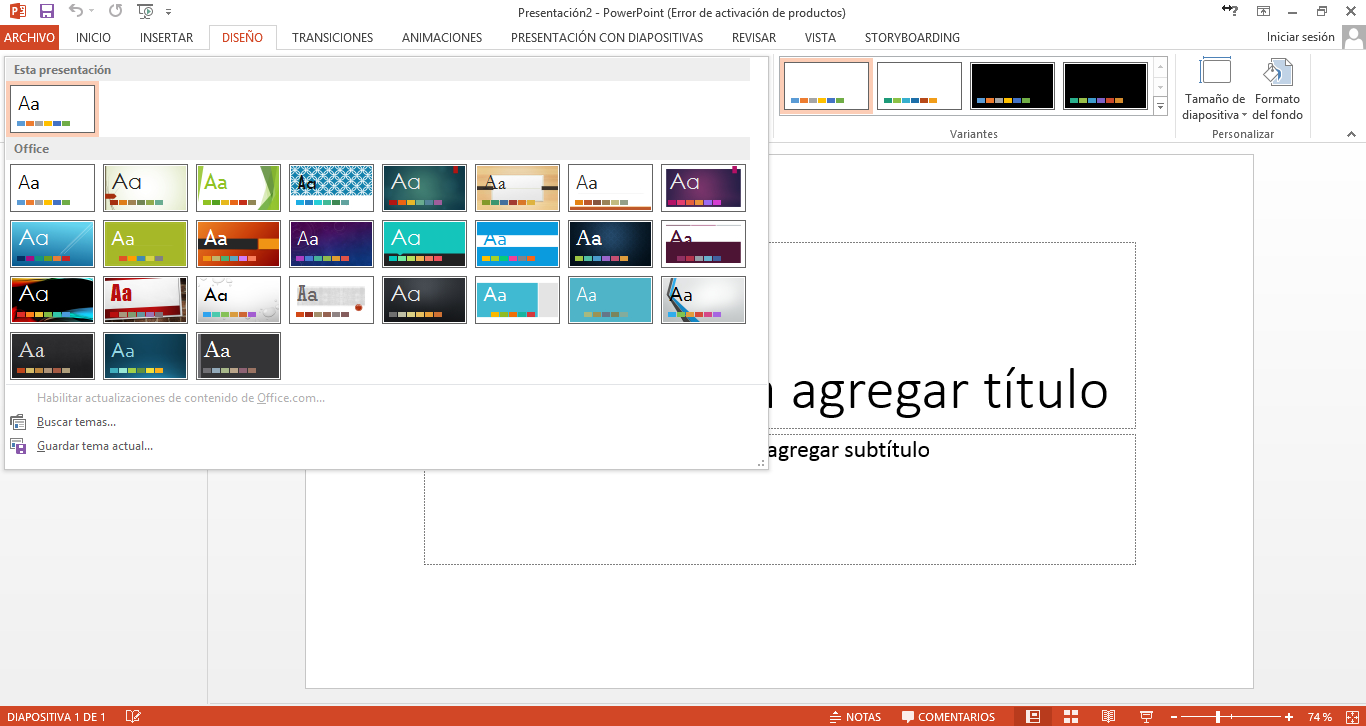 Presentación2 - PowerPoint (Error de activación de productos)
ARCHIVO INICIO INSERTAR DISEÑO TRANSICIONES ANIMACIONES PRESENTACIÓN CON DIAPOSITIVAS REVISAR VISTA STORYBOARDING Iniciar sesión
Esta presentación
Aa
Office
Aa Aa Aa Aa Aa Aa Aa Aa
Aa Aa Aa Aa Aa Aa Aa Aa
Aa Aa Aa Aa Aa Aa Aa Aa
Aa Aa Aa
Habilitar actualizaciones de contenido de Office.com...
Buscar temas...
Guardar tema actual...
Variantes
Tamaño de diapositiva
Formato del fondo
Personalizar
agregar título
agregar subtítulo
DIAPOSITIVA 1 DE 1 NOTAS COMENTARIOS 74 %